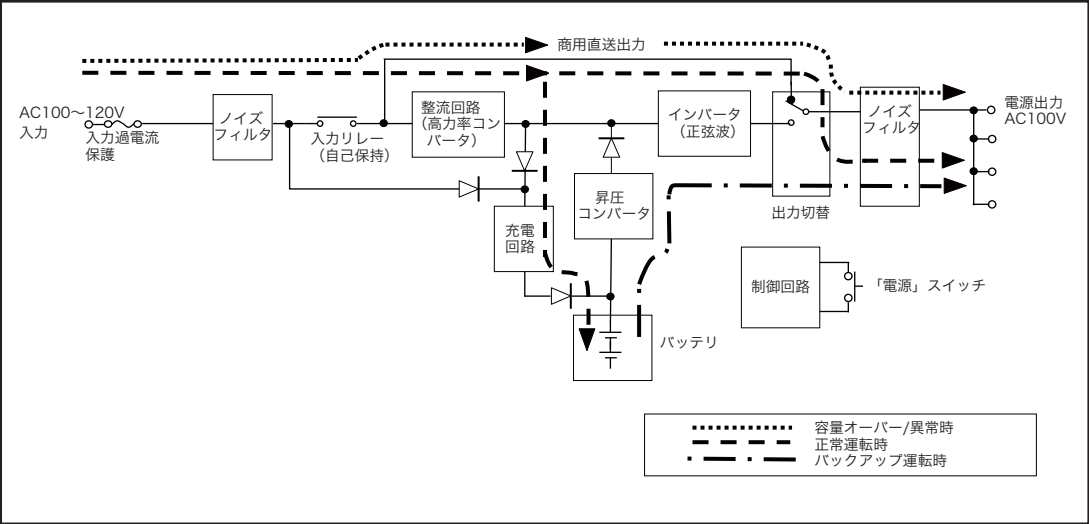 商用直送出力
AC100～120V
入力
入力過電流
保護
ノイズ
フィルタ
入力リレー
（自己保持）
整流回路
（高力率コン
バータ）
インバータ
（正弦波）
ノイズ
フィルタ
電源出力
AC100V
充電
回路
昇圧
コンバータ
出力切替
制御回路
「電源」スイッチ
バッテリ
容量オーバー/異常時
正常運転時
バックアップ運転時